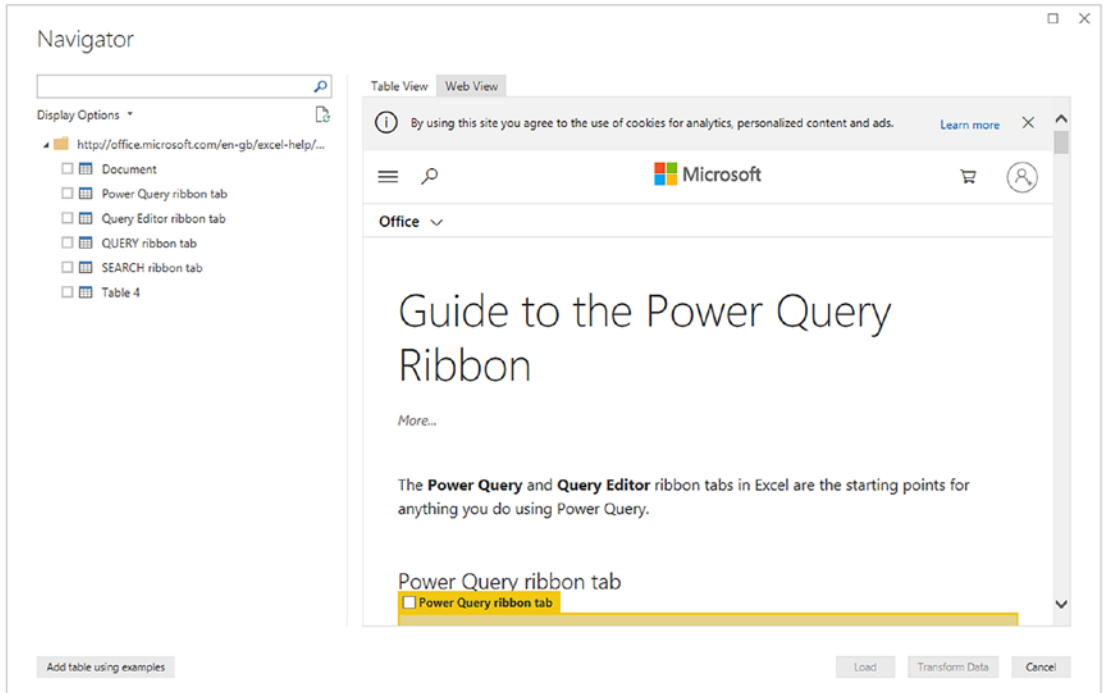 Navigator
Display Options
http://office.microsoft.com/en-gb/excel-help/...
Document
Power Query ribbon tab
Query Editor ribbon tab
QUERY ribbon tab
SEARCH ribbon tab
Table 4
Table View Web View
By using this site you agree to the use of cookies for analytics, personalized content and ads. Learn more
Microsoft
Office
Guide to the Power Query
Ribbon
More...
The Power Query and Query Editor ribbon tabs in Excel are the starting points for
anything you do using Power Query.
Power Query ribbon tab
Power Query ribbon tab
Add table using examples Load Transform Data Cancel